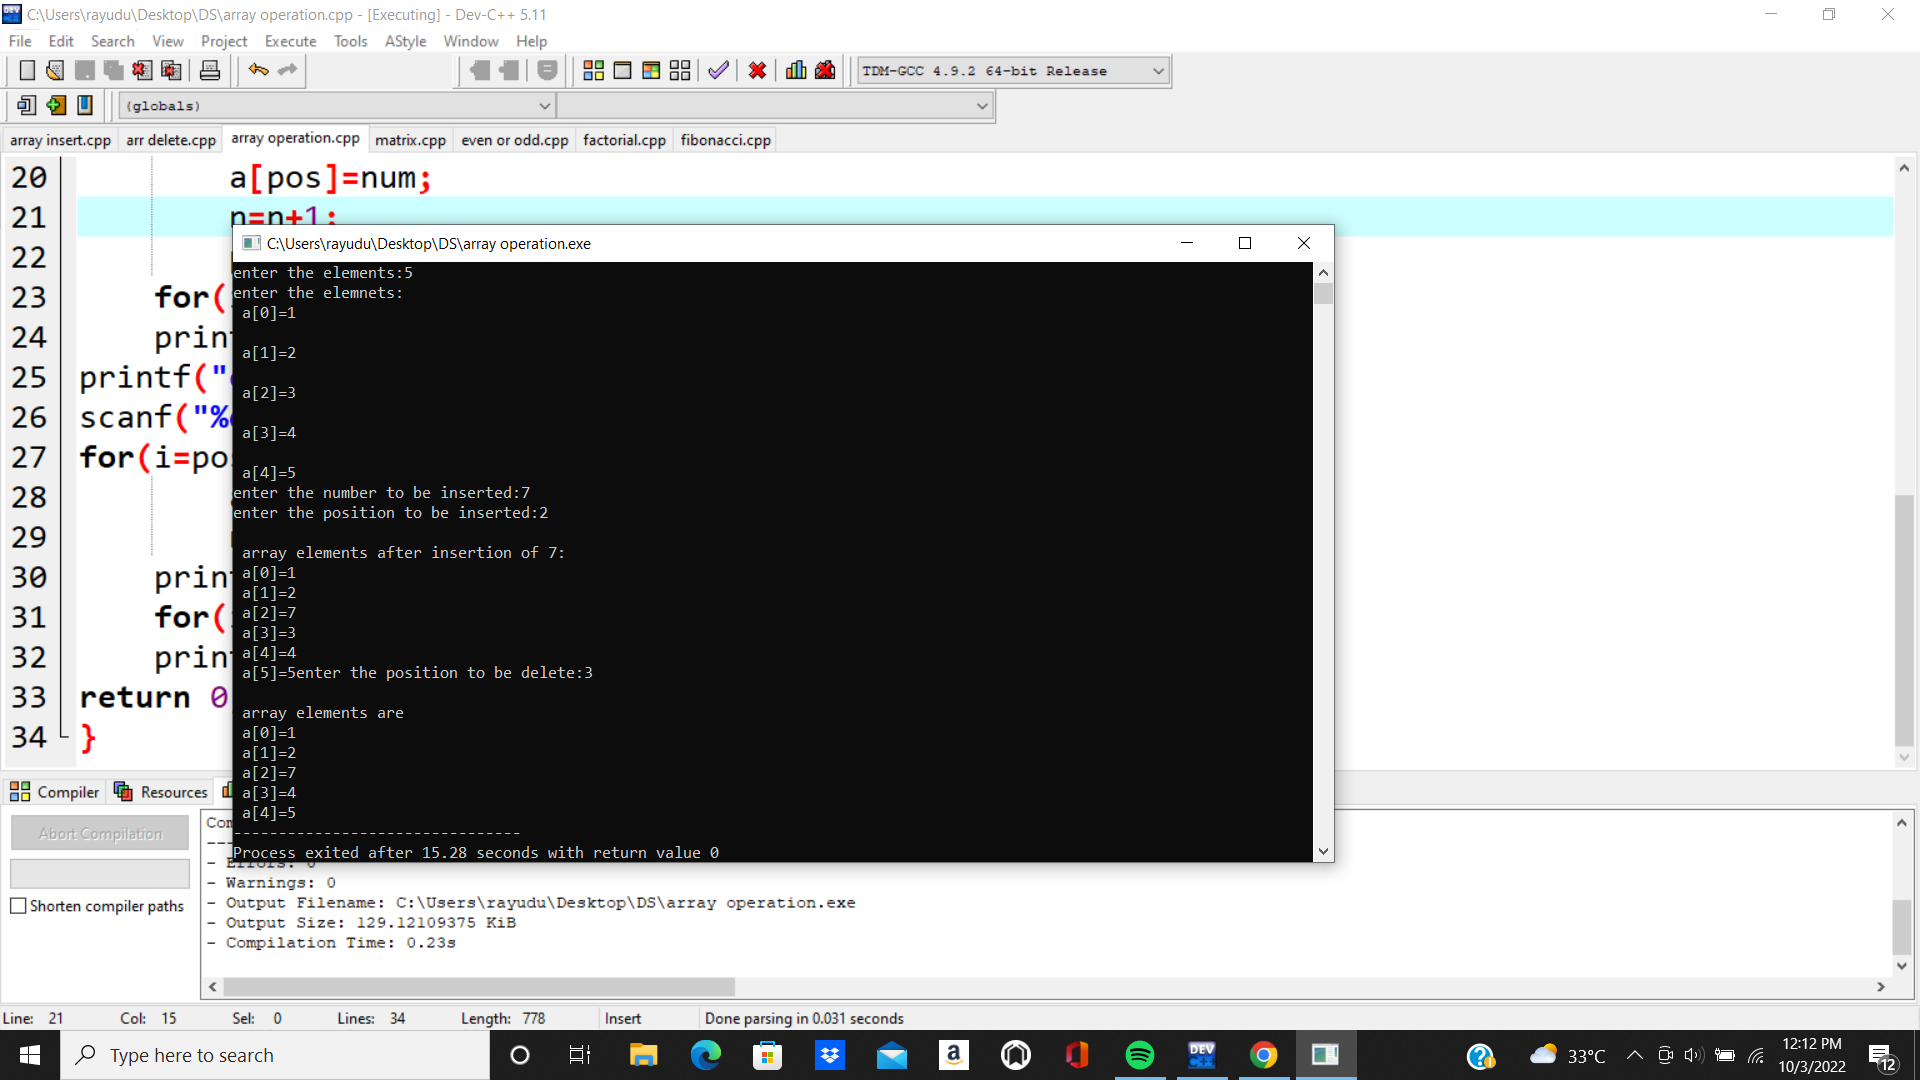 C:\Users\rayudu\Desktop\DS\array operation.cpp - [Executing] - Dev-C++ 5.11
File Edit Search View Project Execute Tools AStyle Window Help
TDM-GCC 4.9.2 64-bit Release
(globals)
array insert.cpp arr delete.cpp array operation.cpp matrix.cpp even or odd.cpp factorial.cpp fibonacci.cpp
20 a[pos]=num;
21 n=n+1;
22
23 for(
24 prin
25 printf("
26 scanf("%
27 for(i=po
28
29
30 prin
31 for(
32 prin
33 return 0
34 }
C:\Users\rayudu\Desktop\DS\array operation.exe
enter the elements:5
enter the elemnets:
a[0]=1
a[1]=2
a[2]=3
a[3]=4
a[4]=5
enter the number to be inserted:7
enter the position to be inserted:2
array elements after insertion of 7:
a[0]=1
a[1]=2
a[2]=7
a[3]=3
a[4]=4
a[5]=5enter the position to be delete:3
array elements are
a[0]=1
a[1]=2
a[2]=7
a[3]=4
a[4]=5
--------------------------------
Process exited after 15.28 seconds with return value 0
Compiler Resources
Abort Compilation
Shorten compiler paths
Com
- Errors: 0
- Warnings: 0
- Output Filename: C:\Users\rayudu\Desktop\DS\array operation.exe
- Output Size: 129.12109375 KiB
- Compilation Time: 0.23s
Line: 21 Col: 15 Sel: 0 Lines: 34 Length: 778 Insert Done parsing in 0.031 seconds
Type here to search
DEV
33°C
12:12 PM
10/3/2022
12